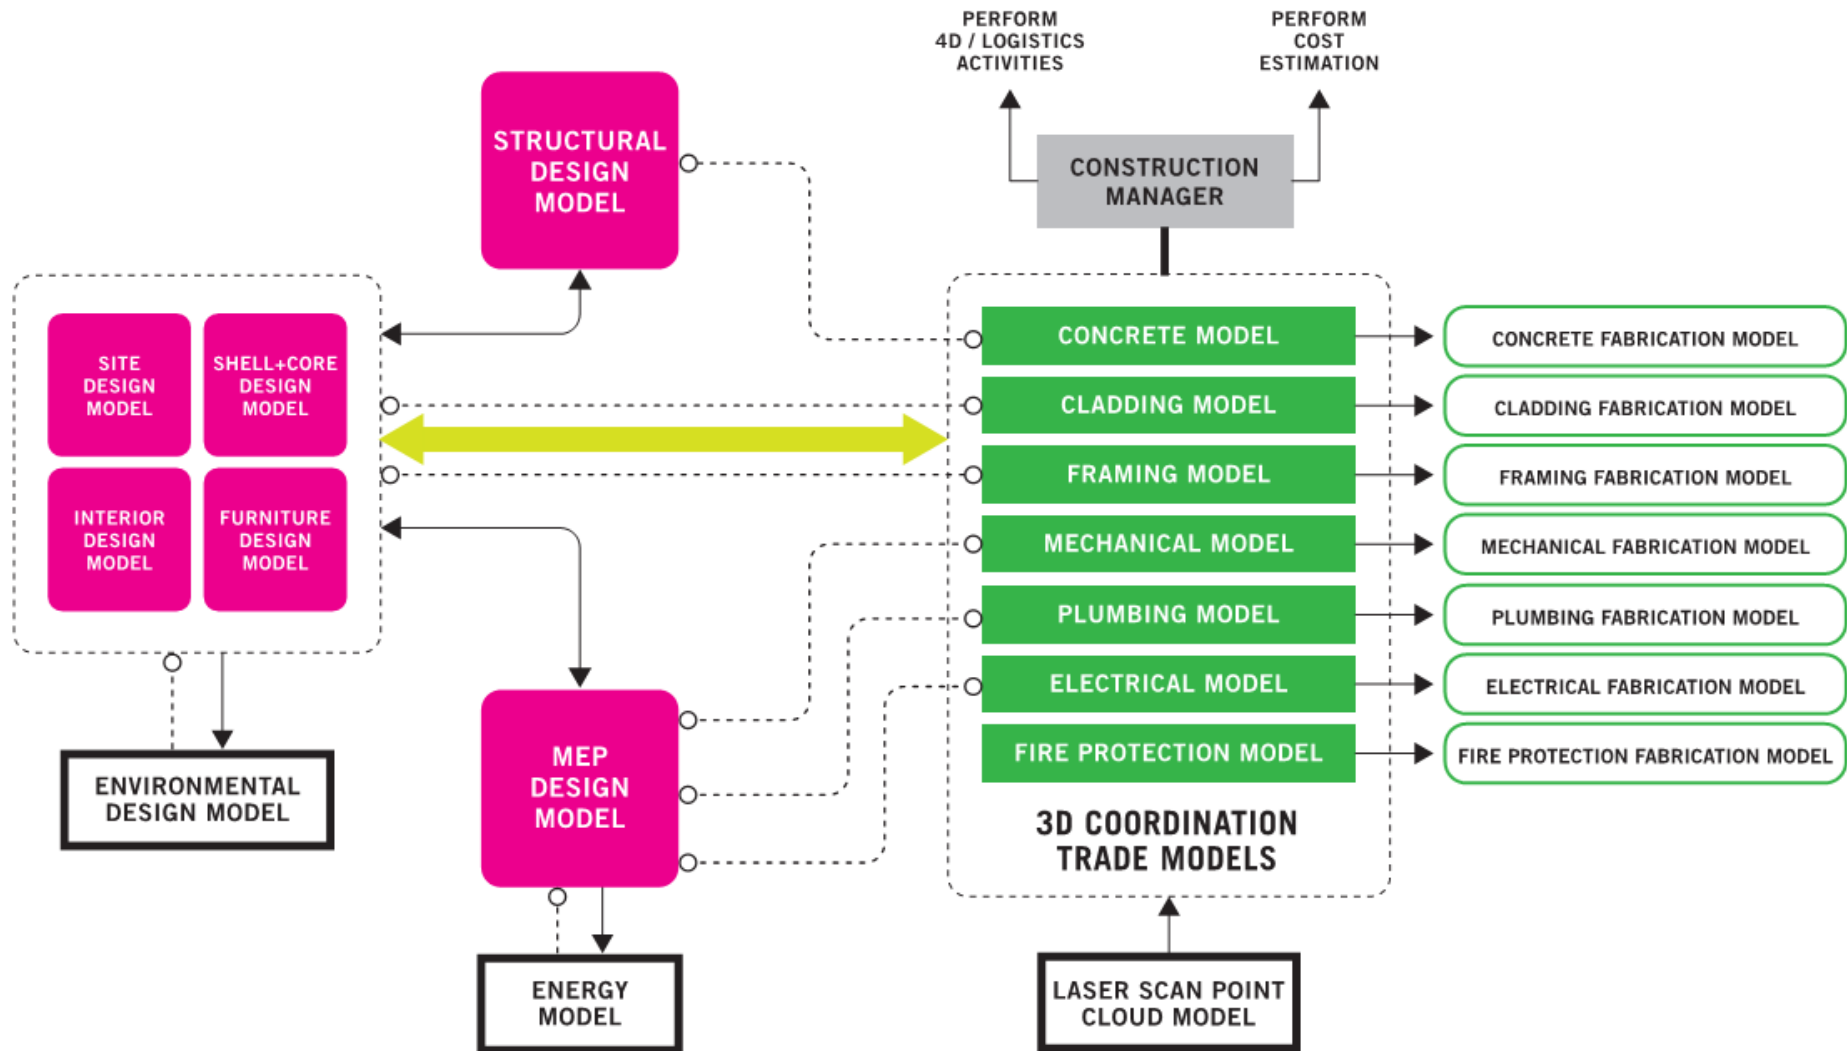 PERFORM
4D / LOGISTICS
ACTIVITIES
PERFORM
COST
ESTIMATION
STRUCTURAL
DESIGN
MODEL
CONSTRUCTION
MANAGER
SITE
DESIGN
MODEL
SHELL+CORE
DESIGN
MODEL
INTERIOR
DESIGN
MODEL
FURNITURE
DESIGN
MODEL
CONCRETE MODEL
CONCRETE FABRICATION MODEL
CLADDING MODEL
CLADDING FABRICATION MODEL
FRAMING MODEL
FRAMING FABRICATION MODEL
MECHANICAL MODEL
MECHANICAL FABRICATION MODEL
PLUMBING MODEL
PLUMBING FABRICATION MODEL
ELECTRICAL MODEL
ELECTRICAL FABRICATION MODEL
FIRE PROTECTION MODEL
FIRE PROTECTION FABRICATION MODEL
3D COORDINATION
TRADE MODELS
ENVIRONMENTAL
DESIGN MODEL
MEP
DESIGN
MODEL
ENERGY
MODEL
LASER SCAN POINT
CLOUD MODEL